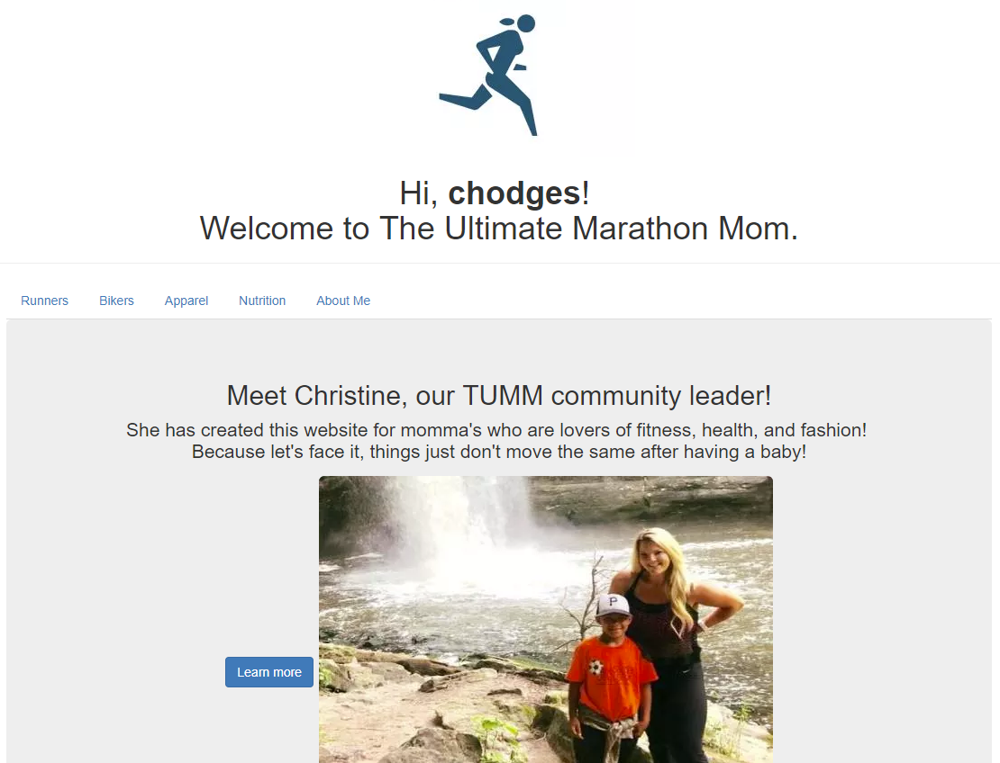 Hi, chodges!
Welcome to The Ultimate Marathon Mom.
Runners
Bikers
Apparel
Nutrition
About Me
Meet Christine, our TUMM community leader!
She has created this website for momma's who are lovers of fitness, health, and fashion!
Because let's face it, things just don't move the same after having a baby!
P
Learn more